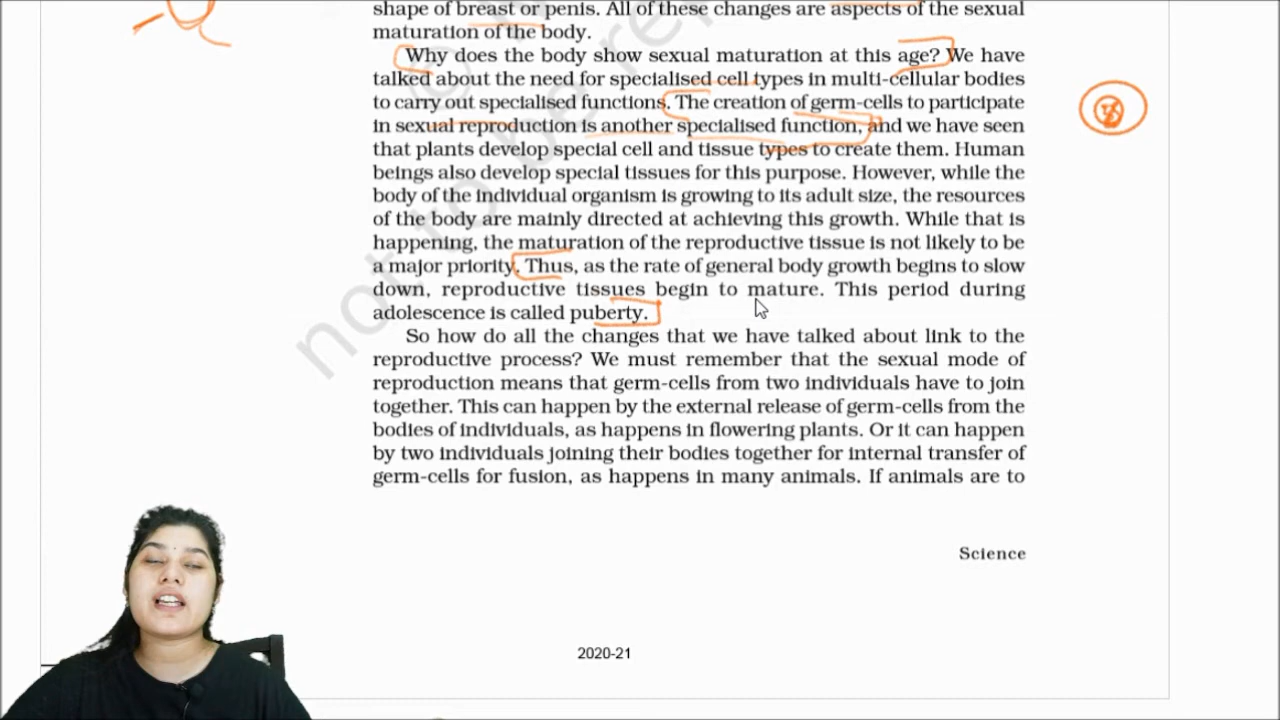 shape of breast or penis. All of these changes are aspects of the sexual
maturation of the body.
Why does the body show sexual maturation at this age? We have
talked about the need for specialised cell types in multi-cellular bodies
to carry out specialised functions. The creation of germ-cells to participate
in sexual reproduction is another specialised function, and we have seen
that plants develop special cell and tissue types to create them. Human
beings also develop special tissues for this purpose. However, while the
body of the individual organism is growing to its adult size, the resources
of the body are mainly directed at achieving this growth. While that is
happening, the maturation of the reproductive tissue is not likely to be
a major priority. Thus, as the rate of general body growth begins to slow
down, reproductive tissues begin to mature. This period during
adolescence is called puberty.
So how do all the changes that we have talked about link to the
reproductive process? We must remember that the sexual mode of
reproduction means that germ-cells from two individuals have to join
together. This can happen by the external release of germ-cells from the
bodies of individuals, as happens in flowering plants. Or it can happen
by two individuals joining their bodies together for internal transfer of
germ-cells for fusion, as happens in many animals. If animals are to
Science
2020-21
not to be re